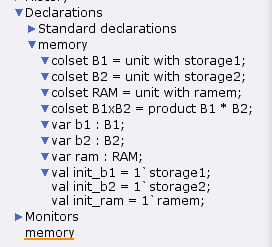 Declarations
Standard declarations
memory
colset B1 = unit with storage1;
colset B2 = unit with storage2;
colset RAM = unit with ramem;
colset B1xB2 = product B1 * B2;
var b1 : B1;
var b2 : B2;
var ram : RAM;
val init_b1 = 1`storage1;
val init_b2 = 1`storage2;
val init_ram = 1`ramem;
Monitors
memory